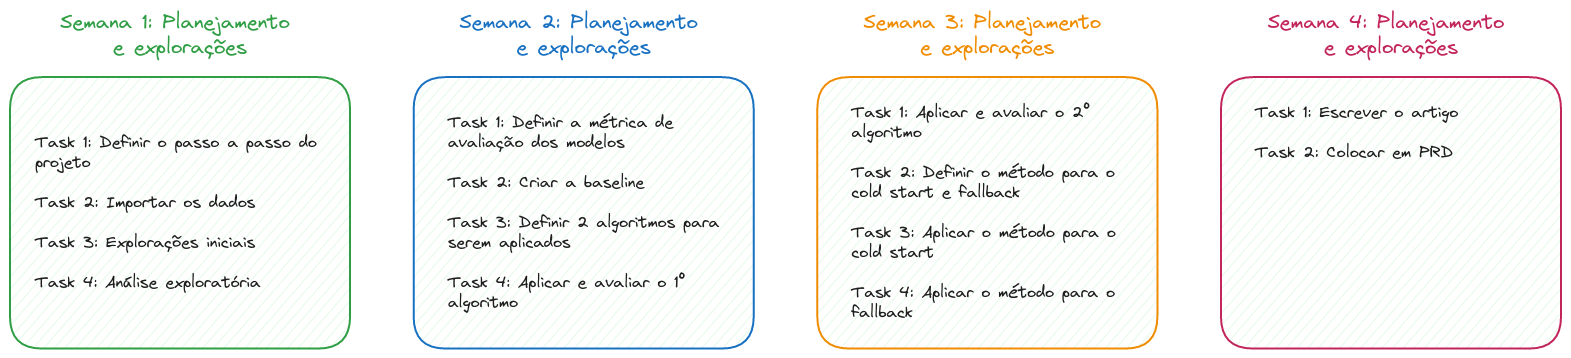 Semana 1: Planejamento
e explorações
Task 1: Definir o passo a passo do
projeto
Task 2: Importar os dados
Task 3: Explorações iniciais
Task 4: Análise exploratória
Semana 2: Planejamento
e explorações
Task 1: Definir a métrica de
avaliação dos modelos
Task 2: Criar a baseline
Task 3: Definir 2 algoritmos para
serem aplicados
Task 4: Aplicar e avaliar o 1º
algoritmo
Semana 3: Planejamento
e explorações
Task 1: Aplicar e avaliar o 2º
algoritmo
Task 2: Definir o método para o
cold start e fallback
Task 3: Aplicar o método para o
cold start
Task 4: Aplicar o método para o
fallback
Semana 4: Planejamento
e explorações
Task 1: Escrever o artigo
Task 2: Colocar em PRD